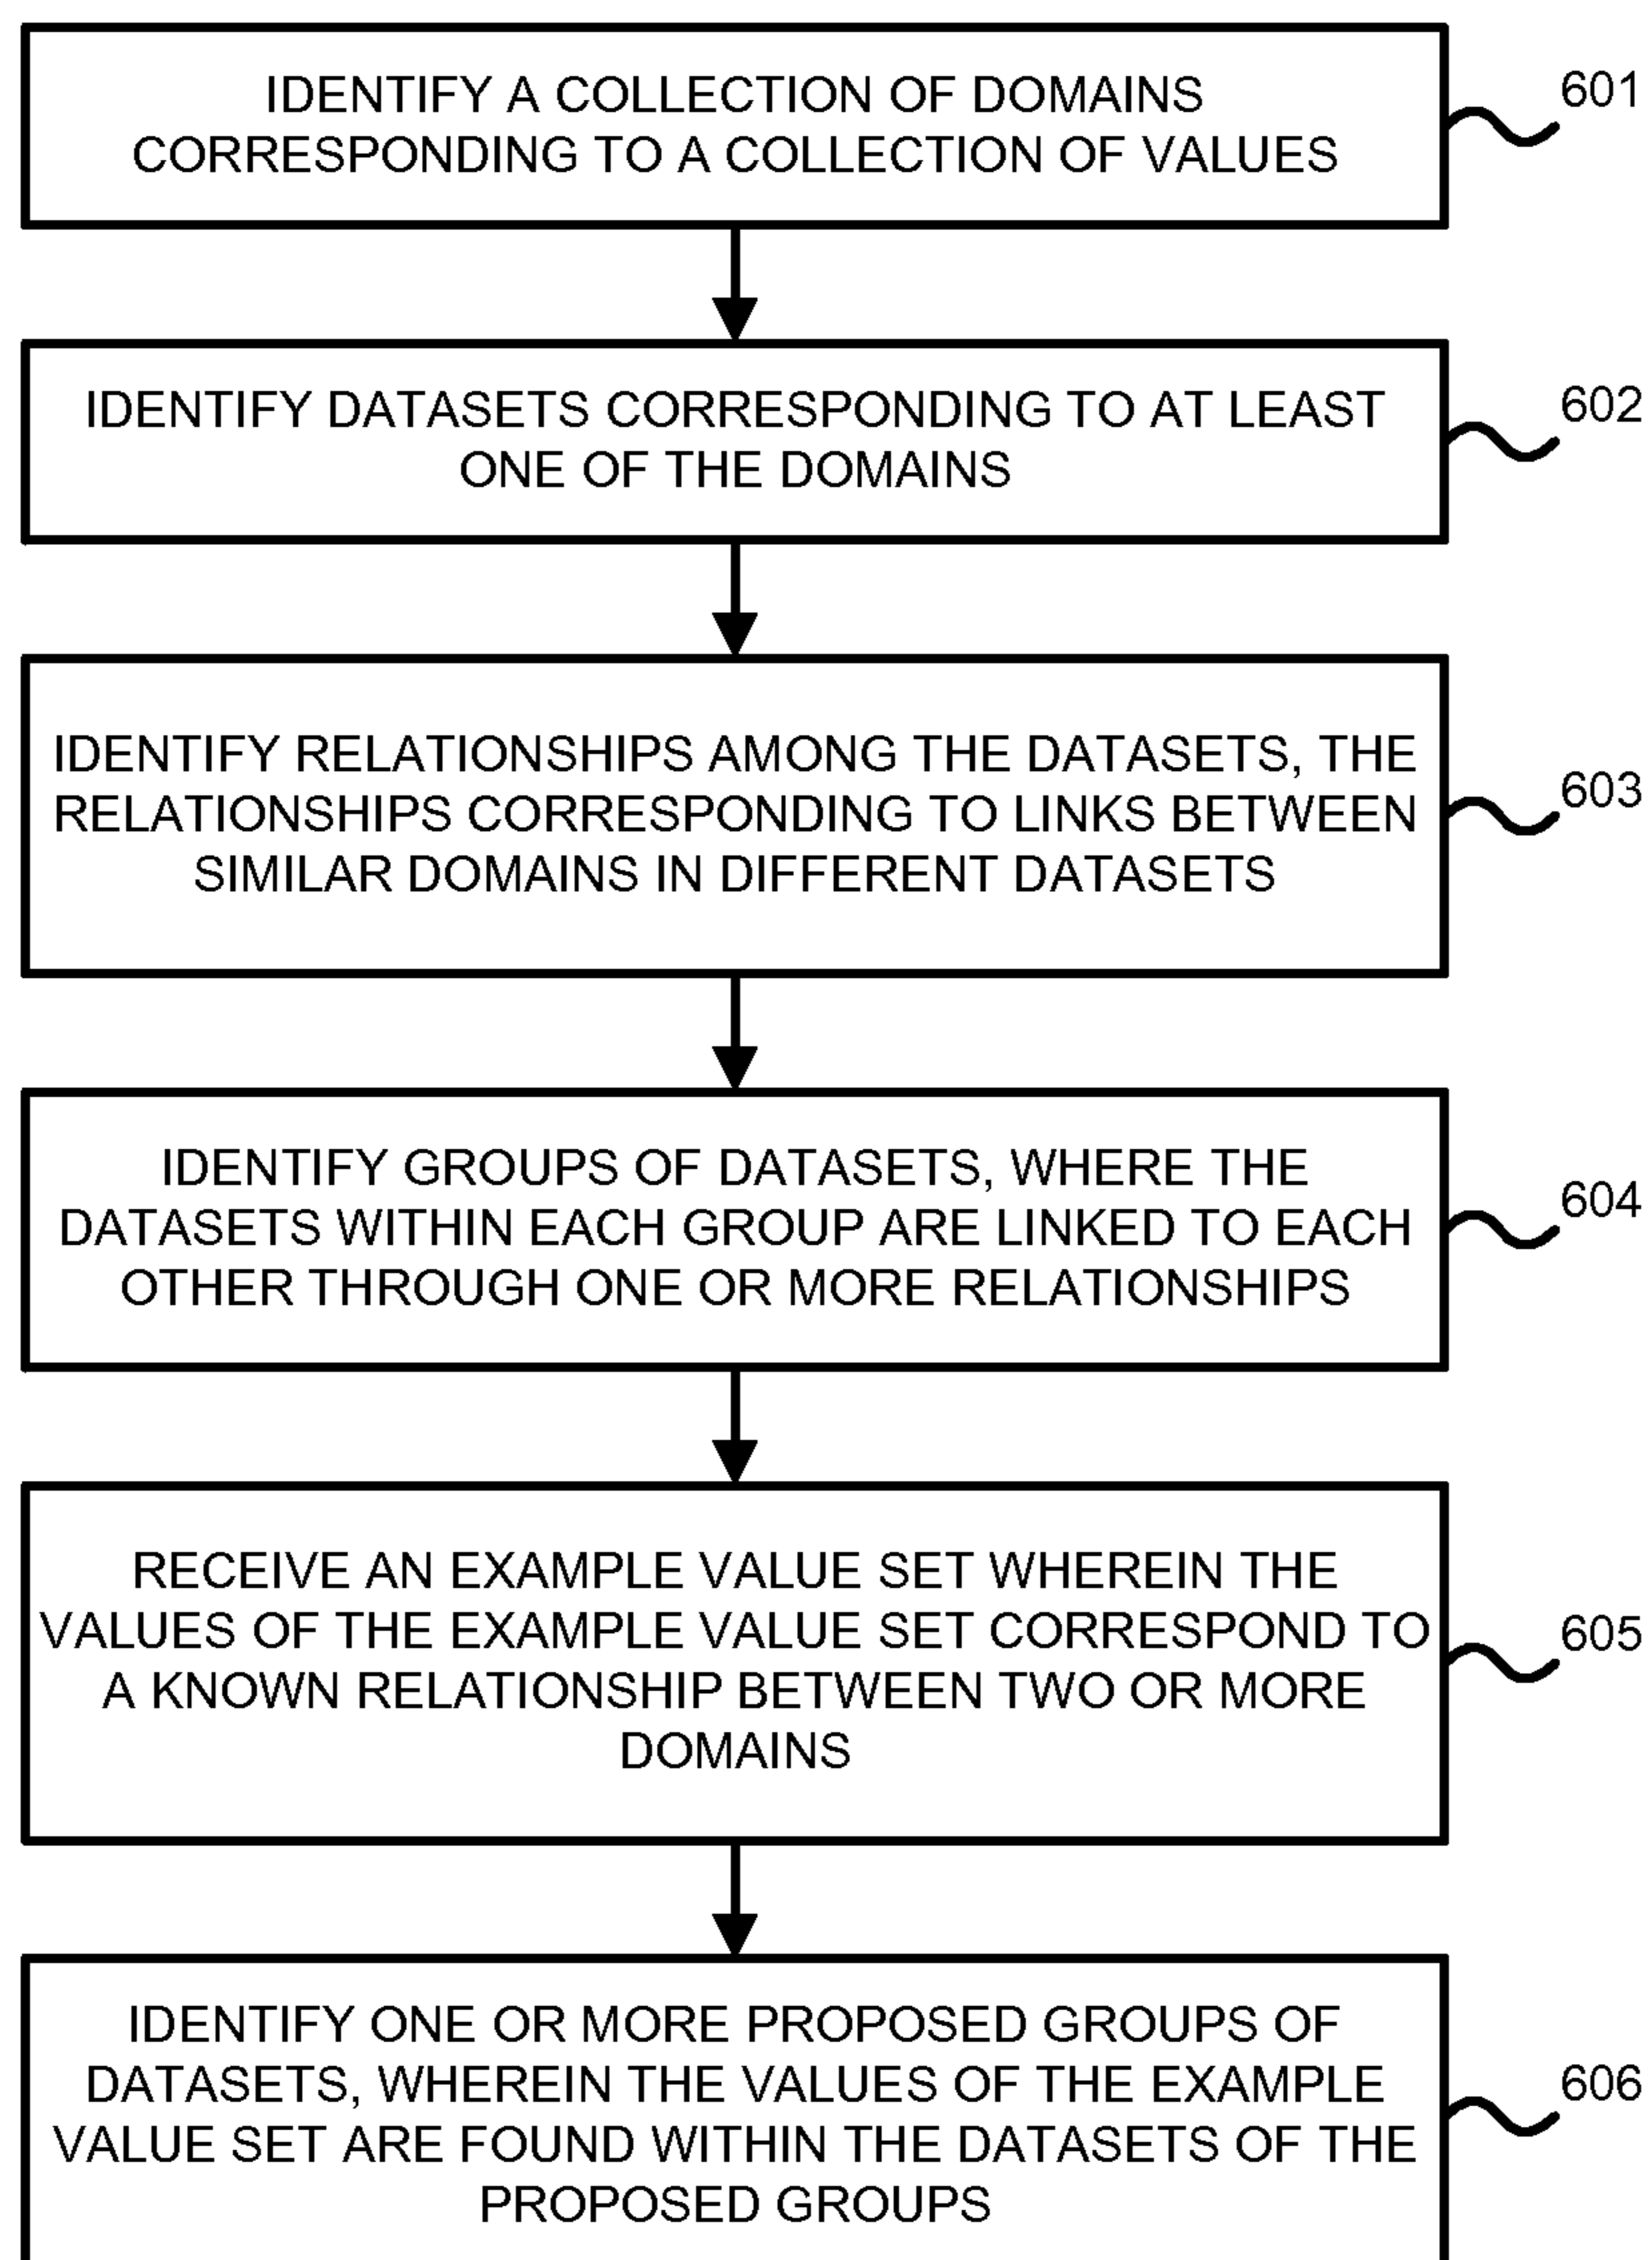 IDENTIFY A COLLECTION OF DOMAINS
CORRESPONDING TO A COLLECTION OF VALUES
601
IDENTIFY DATASETS CORRESPONDING TO AT LEAST
ONE OF THE DOMAINS
602
IDENTIFY RELATIONSHIPS AMONG THE DATASETS, THE
RELATIONSHIPS CORRESPONDING TO LINKS BETWEEN
SIMILAR DOMAINS IN DIFFERENT DATASETS
603
IDENTIFY GROUPS OF DATASETS, WHERE THE
DATASETS WITHIN EACH GROUP ARE LINKED TO EACH
OTHER THROUGH ONE OR MORE RELATIONSHIPS
604
RECEIVE AN EXAMPLE VALUE SET WHEREIN THE
VALUES OF THE EXAMPLE VALUE SET CORRESPOND TO
A KNOWN RELATIONSHIP BETWEEN TWO OR MORE
DOMAINS
605
IDENTIFY ONE OR MORE PROPOSED GROUPS OF
DATASETS, WHEREIN THE VALUES OF THE EXAMPLE
VALUE SET ARE FOUND WITHIN THE DATASETS OF THE
PROPOSED GROUPS
606